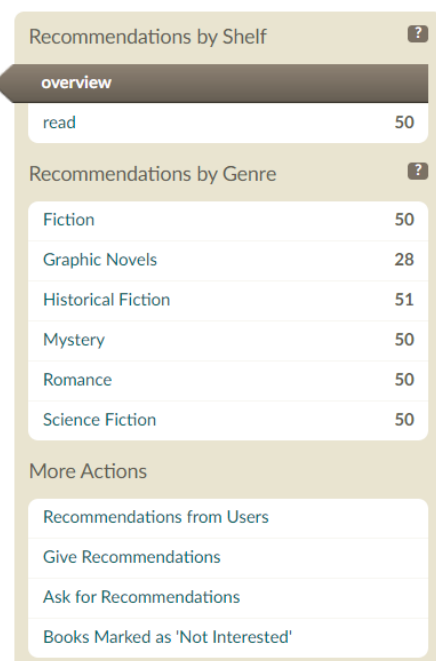 Recommendations by Shelf ?
overview
read 50
Recommendations by Genre ?
Fiction 50
Graphic Novels 28
Historical Fiction 51
Mystery 50
Romance 50
Science Fiction 50
More Actions
Recommendations from Users
Give Recommendations
Ask for Recommendations
Books Marked as 'Not Interested'